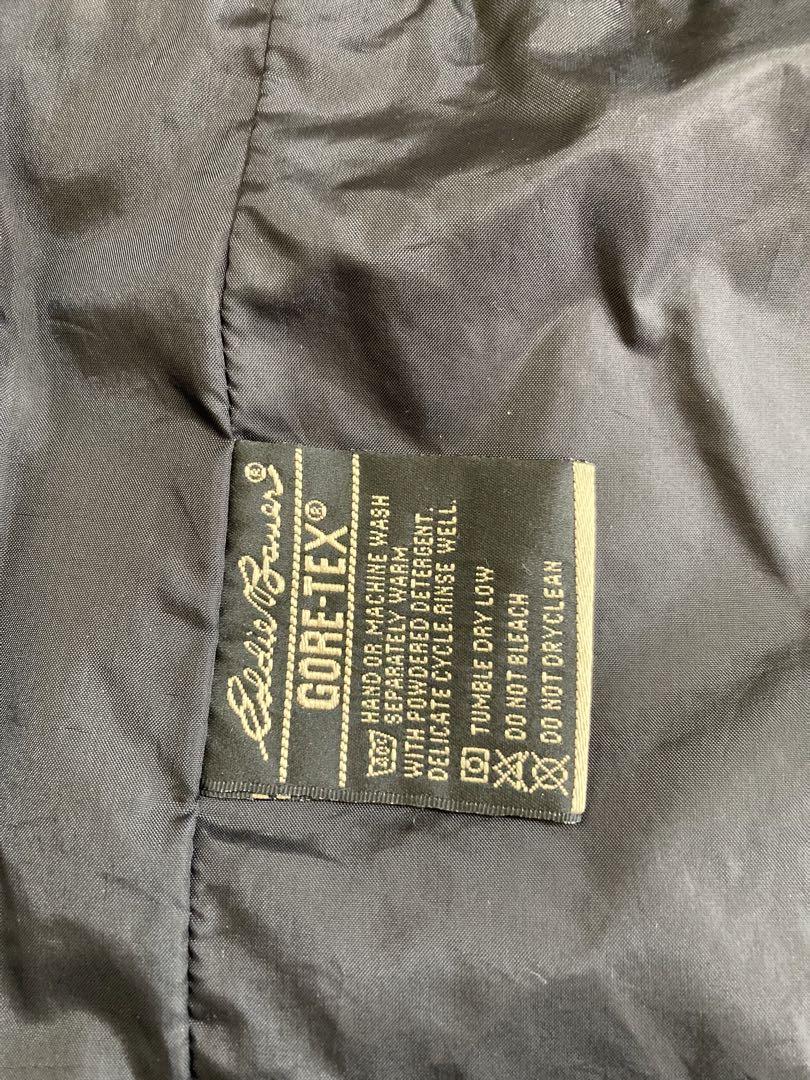 Eddie Bauer®
GORE-TEX®
40C HAND OR MACHINE WASH
SEPARATELY WARM
WITH POWDERED DETERGENT.
DELICATE CYCLE RINSE WELL.
TUMBLE DRY LOW
DO NOT BLEACH
DO NOT DRYCLEAN